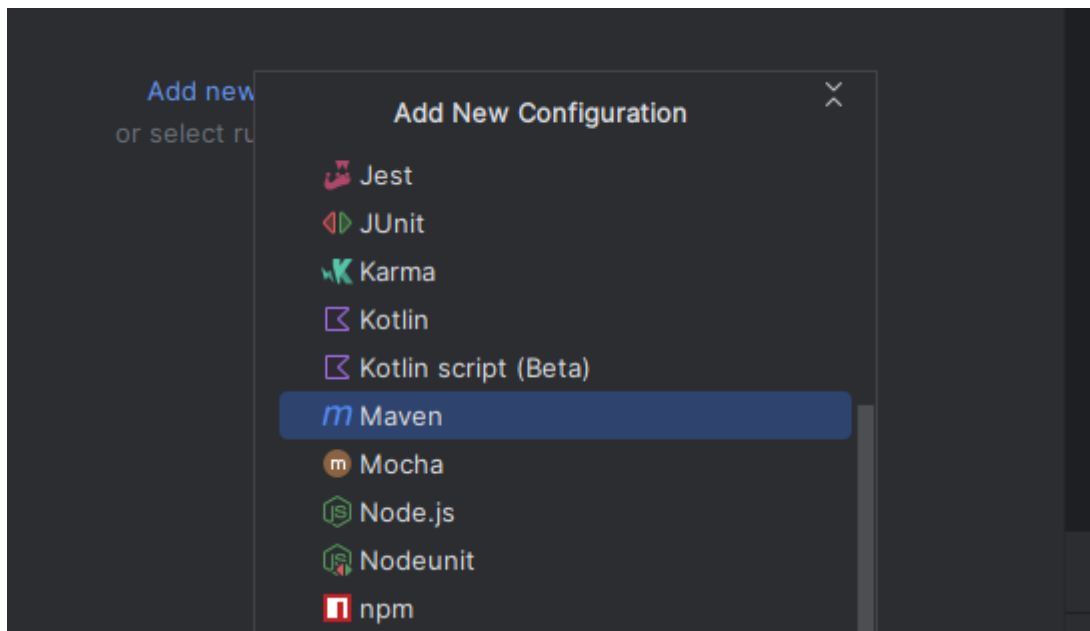 Add new
or select ru
Add New Configuration
Jest
JUnit
Karma
Kotlin
Kotlin script (Beta)
Maven
Mocha
Node.js
Nodeunit
npm